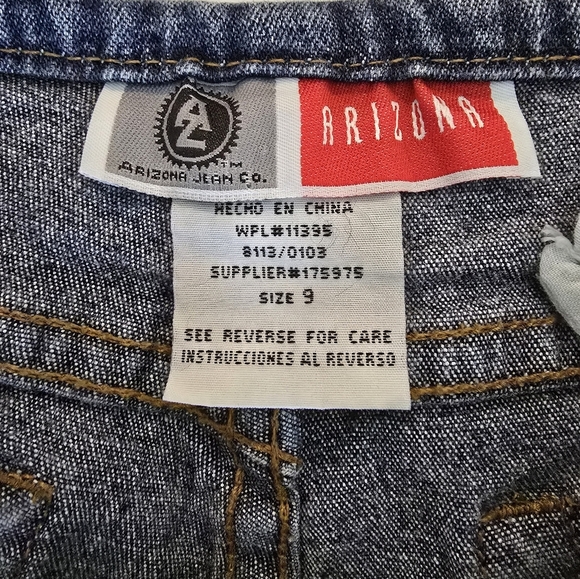 AZ
ARIZONA JEAN CO.™
ARIZONA
HECHO EN CHINA
WPL#11395
8113/0103
SUPPLIER#175975
SIZE 9
SEE REVERSE FOR CARE
INSTRUCCIONES AL REVERSO